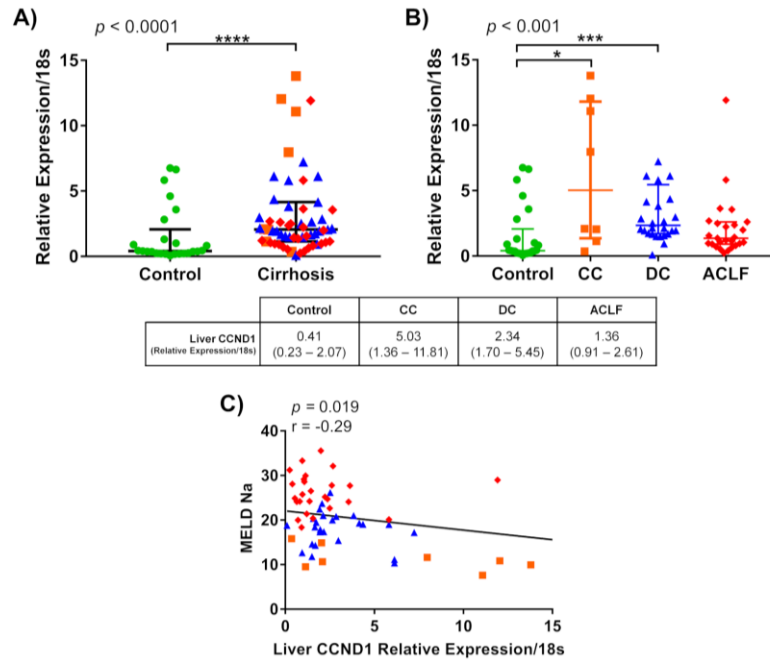 A)
p < 0.0001
****
Relative Expression/18s
15
10
5
0
Control Cirrhosis
B)
p < 0.001
***
*
Relative Expression/18s
15
10
5
0
Control CC DC ACLF
Control CC DC ACLF
Liver CCND1 0.41 5.03 2.34 1.36
(Relative Expression/18s) (0.23 – 2.07) (1.36 – 11.81) (1.70 – 5.45) (0.91 – 2.61)
C)
p = 0.019
r = -0.29
MELD Na
40
30
20
10
0
0 5 10 15
Liver CCND1 Relative Expression/18s